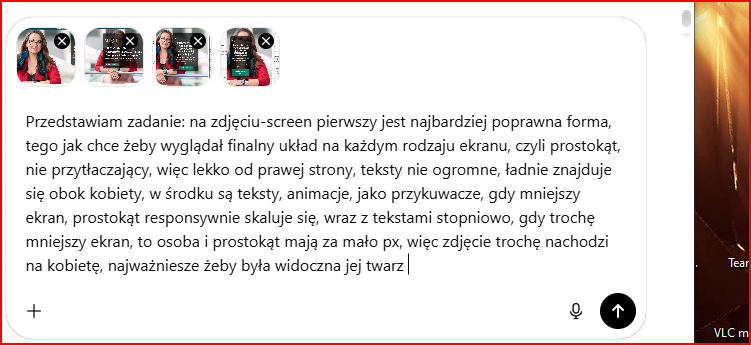 Przedstawiam zadanie: na zdjęciu-screen pierwszy jest najbardziej poprawna forma,
tego jak chce żeby wyglądał finalny układ na każdym rodzaju ekranu, czyli prostokąt,
nie przytłaczający, więc lekko od prawej strony, teksty nie ogromne, ładnie znajduje
się obok kobiety, w środku są teksty, animacje, jako przykuwacze, gdy mniejszy
ekran, prostokąt responsywnie skaluje się, wraz z tekstami stopniowo, gdy trochę
mniejszy ekran, to osoba i prostokąt mają za mało px, więc zdjęcie trochę nachodzi
na kobietę, najważniesze żeby była widoczna jej twarz
Tear
VLC m